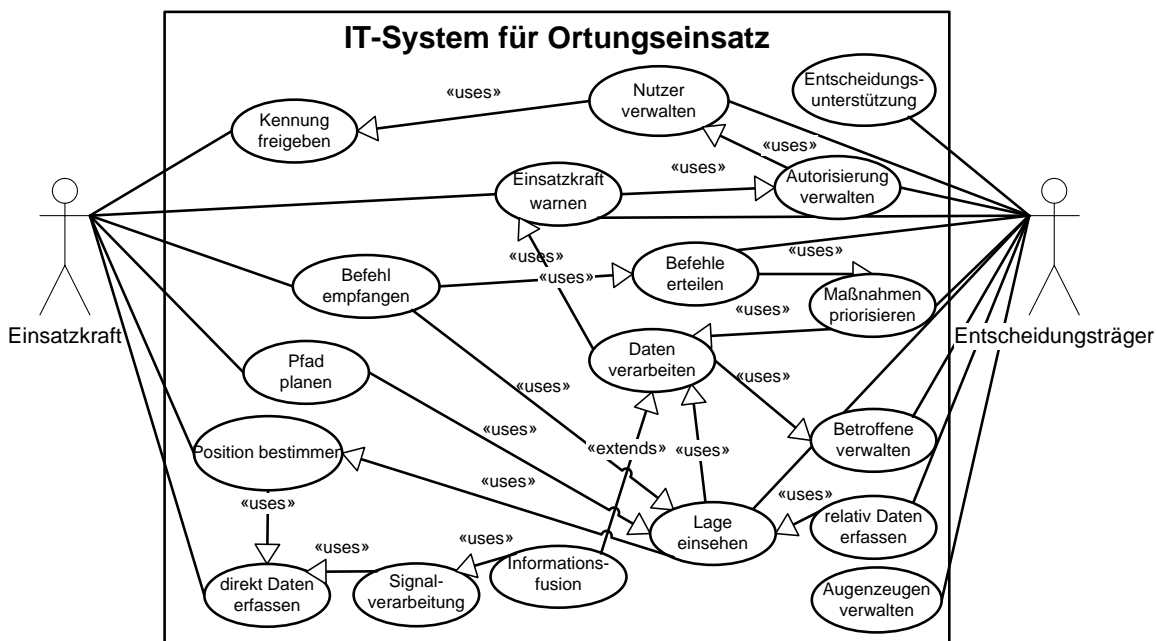 IT-System für Ortungseinsatz
Entscheidungs-
unterstützung
Nutzer
verwalten
«uses»
Kennung
freigeben
«uses»
«uses»
Autorisierung
verwalten
Einsatzkraft
warnen
«uses»
«uses»
«uses»
Befehl
empfangen
Befehle
erteilen
«uses»
Maßnahmen
priorisieren
Einsatzkraft
Entscheidungsträger
«uses»
Daten
verarbeiten
Pfad
planen
«uses»
«uses»
«uses»
Betroffene
verwalten
Position bestimmen
«extends»
«uses»
«uses»
«uses»
«uses»
relativ Daten
erfassen
Lage
einsehen
«uses»
«uses»
Informations-
fusion
direkt Daten
erfassen
Signal-
verarbeitung
Augenzeugen
verwalten